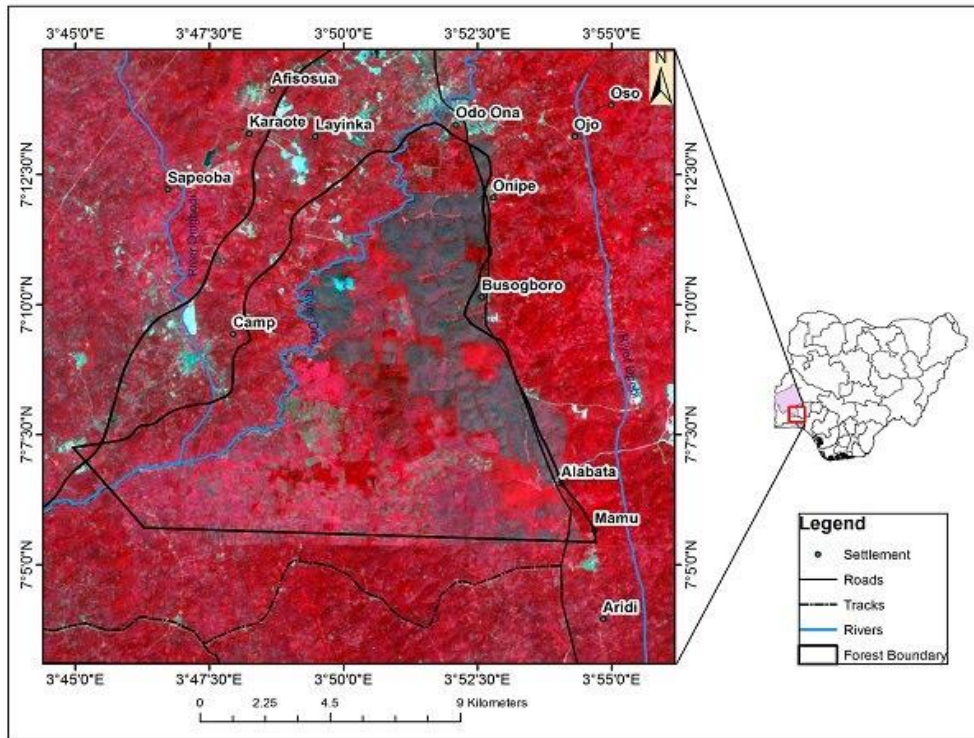 3°45'0"E 3°47'30"E 3°50'0"E 3°52'30"E 3°55'0"E
N
Afisosua
Oso
Odo Ona
Karaote
Layinka
Ojo
7°12'30"N
7°12'30"N
Sapeoba
Onipe
River
7°10'0"N
7°10'0"N
Busogboro
River
Camp
River
7°7'30"N
7°7'30"N
Alabata
Mamu
7°5'0"N
7°5'0"N
Aridi
3°45'0"E 3°47'30"E 3°50'0"E 3°52'30"E 3°55'0"E
0 2.25 4.5 9 Kilometers
Legend
Settlement
Roads
Tracks
Rivers
Forest Boundary